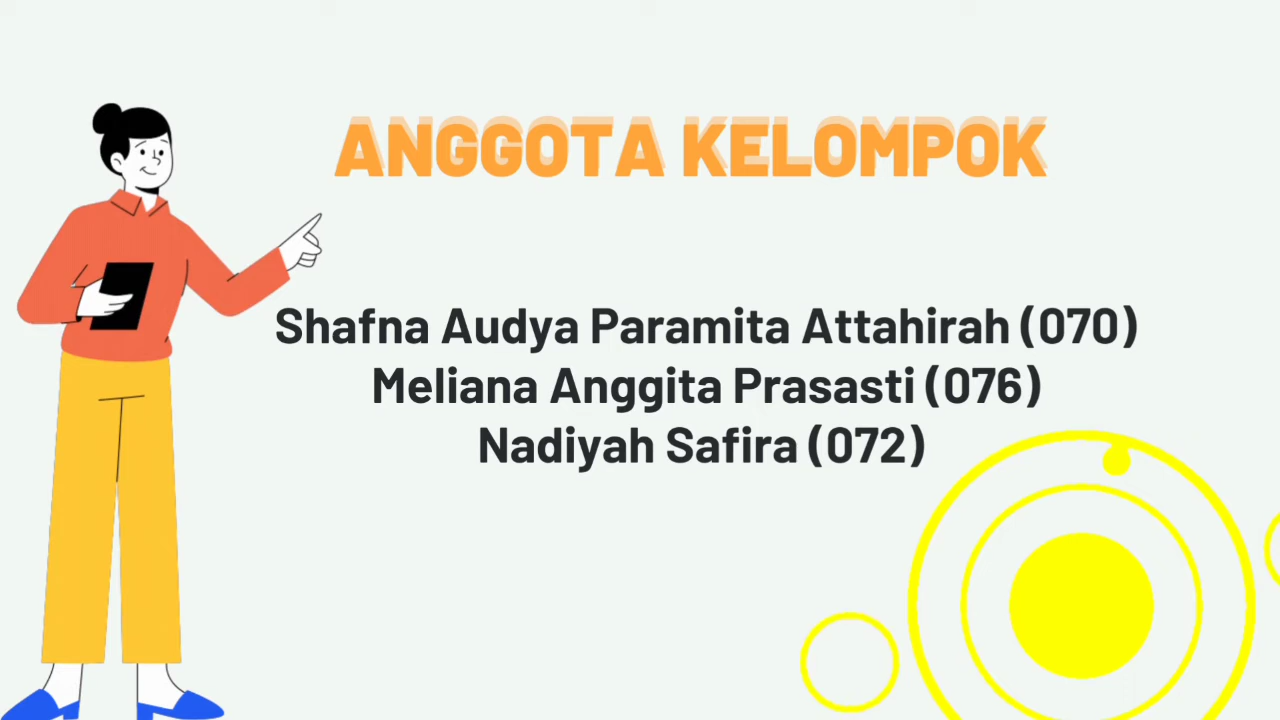 ANGGOTA KELOMPOK
Shafna Audya Paramita Attahirah (070)
Meliana Anggita Prasasti (076)
Nadiyah Safira (072)